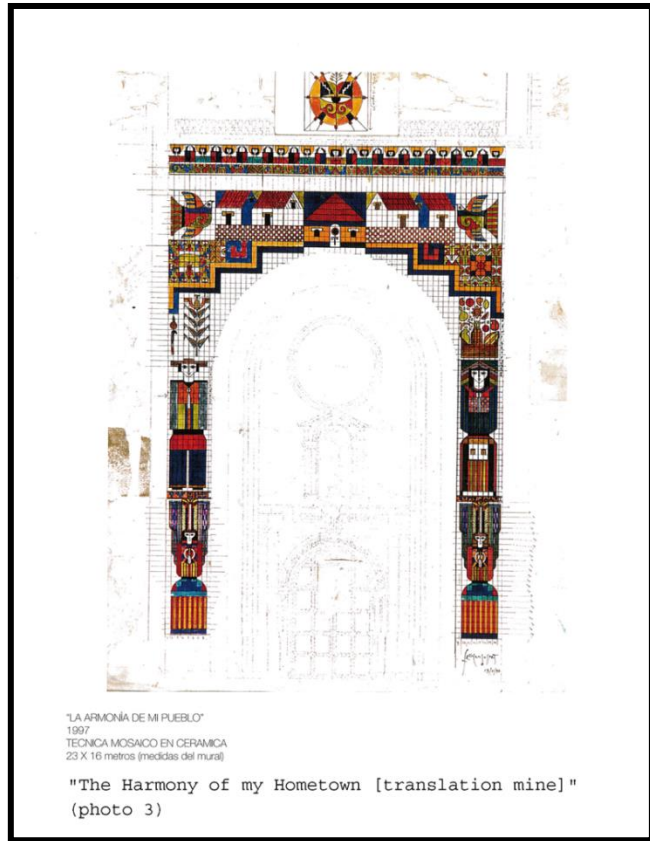 "LA ARMONÍA DE MI PUEBLO"
1997
TECNICA MOSAICO EN CERAMICA
23 X 16 metros (medidas del mural)
"The Harmony of my Hometown [translation mine]"
(photo 3)